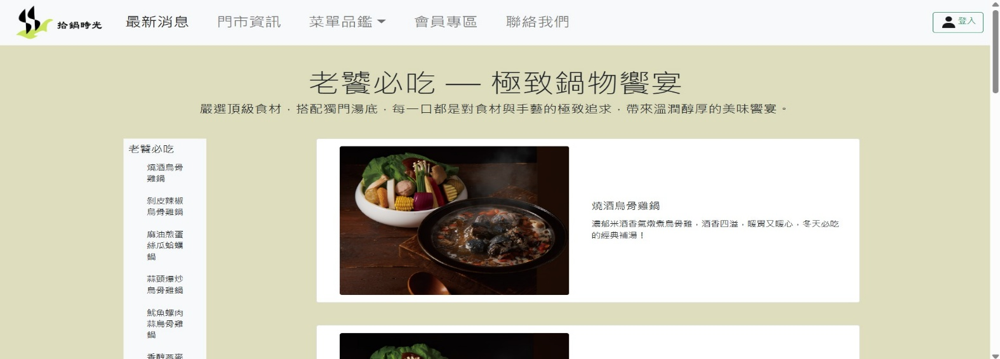 拾鍋時光
最新消息
門市資訊
菜單品鑑
會員專區
聯絡我們
登入
老饕必吃 — 極致鍋物饗宴
嚴選頂級食材，搭配獨門湯底，每一口都是對食材與手藝的極致追求，帶來溫潤醇厚的美味饗宴。
老饕必吃
燒酒烏骨
雞鍋
剝皮辣椒
烏骨雞鍋
麻油煎蛋
絲瓜蛤蠣
鍋
蒜頭爆炒
烏骨雞鍋
魷魚螺肉
蒜烏骨雞
鍋
香醇燕麥
燒酒烏骨雞鍋
濃郁米酒香氣燉煮烏骨雞，酒香四溢，暖胃又暖心，冬天必吃
的經典補湯！